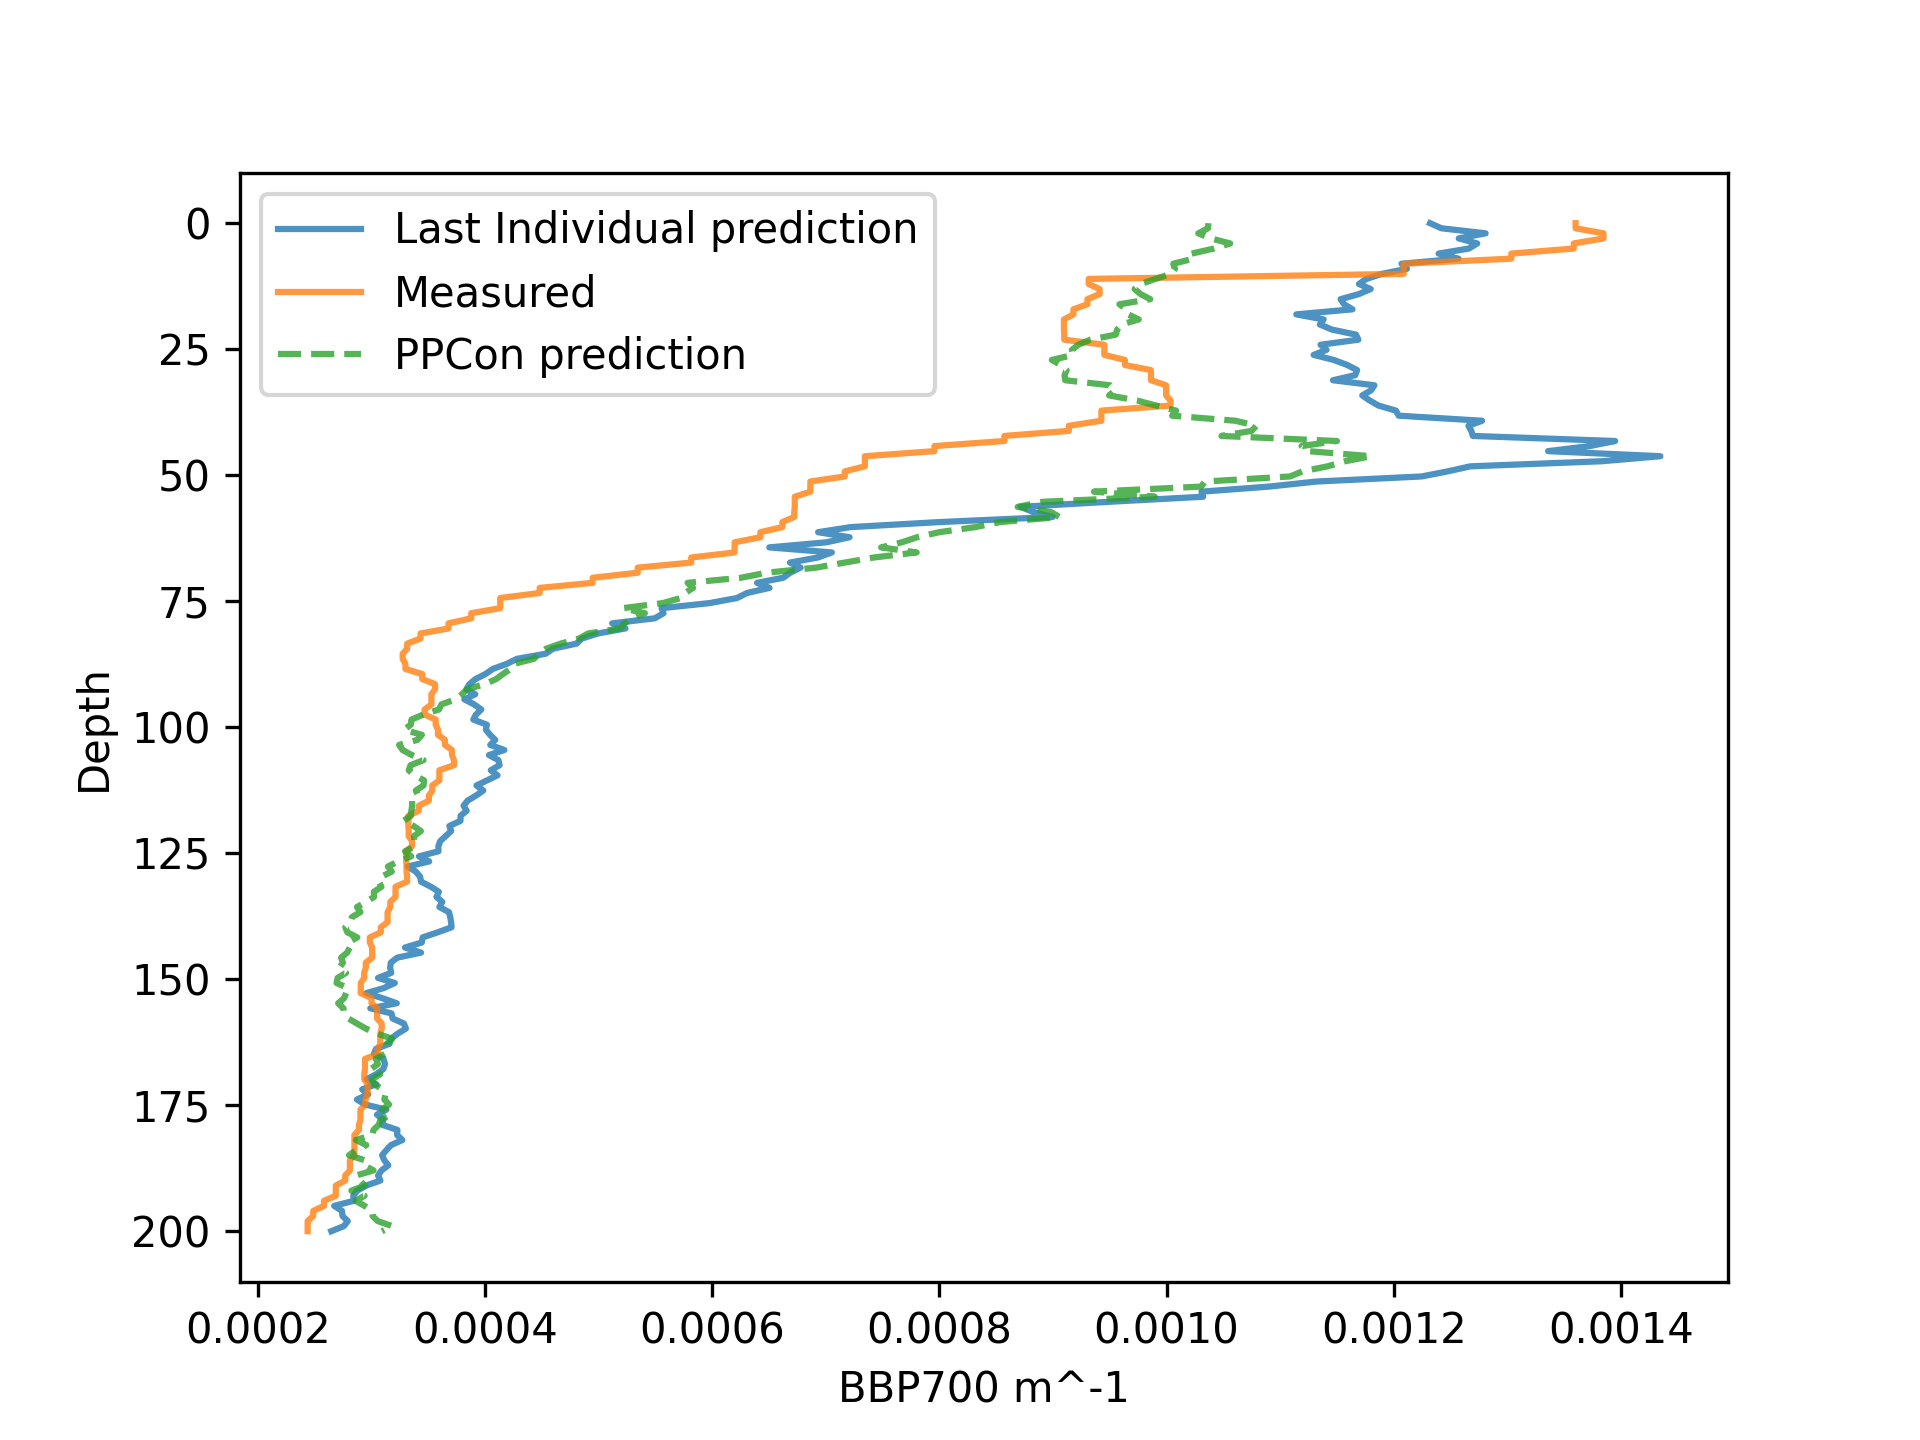 Last Individual prediction
Measured
PPCon prediction
Depth
0
25
50
75
100
125
150
175
200
0.0002 0.0004 0.0006 0.0008 0.0010 0.0012 0.0014
BBP700 m^-1